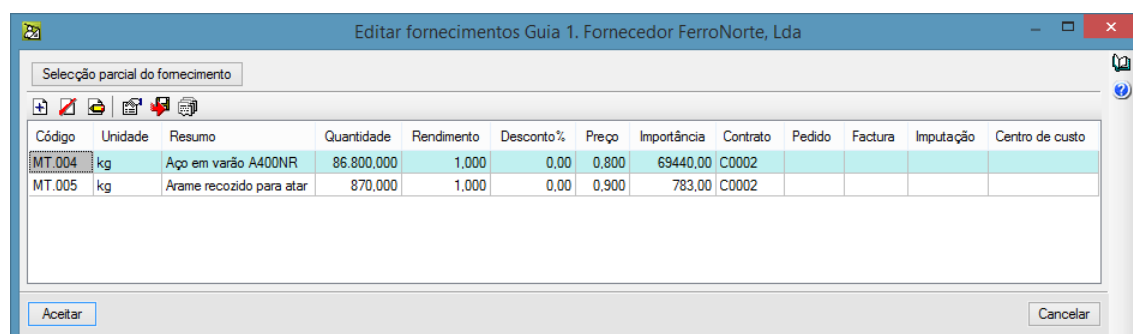 Editar fornecimentos Guia 1. Fornecedor FerroNorte, Lda
Selecção parcial do fornecimento
Código Unidade Resumo Quantidade Rendimento Desconto% Preço Importância Contrato Pedido Factura Imputação Centro de custo
MT.004 kg Aço em varão A400NR 86.800,000 1,000 0,00 0,800 69440,00 C0002
MT.005 kg Arame recozido para atar 870,000 1,000 0,00 0,900 783,00 C0002
Aceitar Cancelar